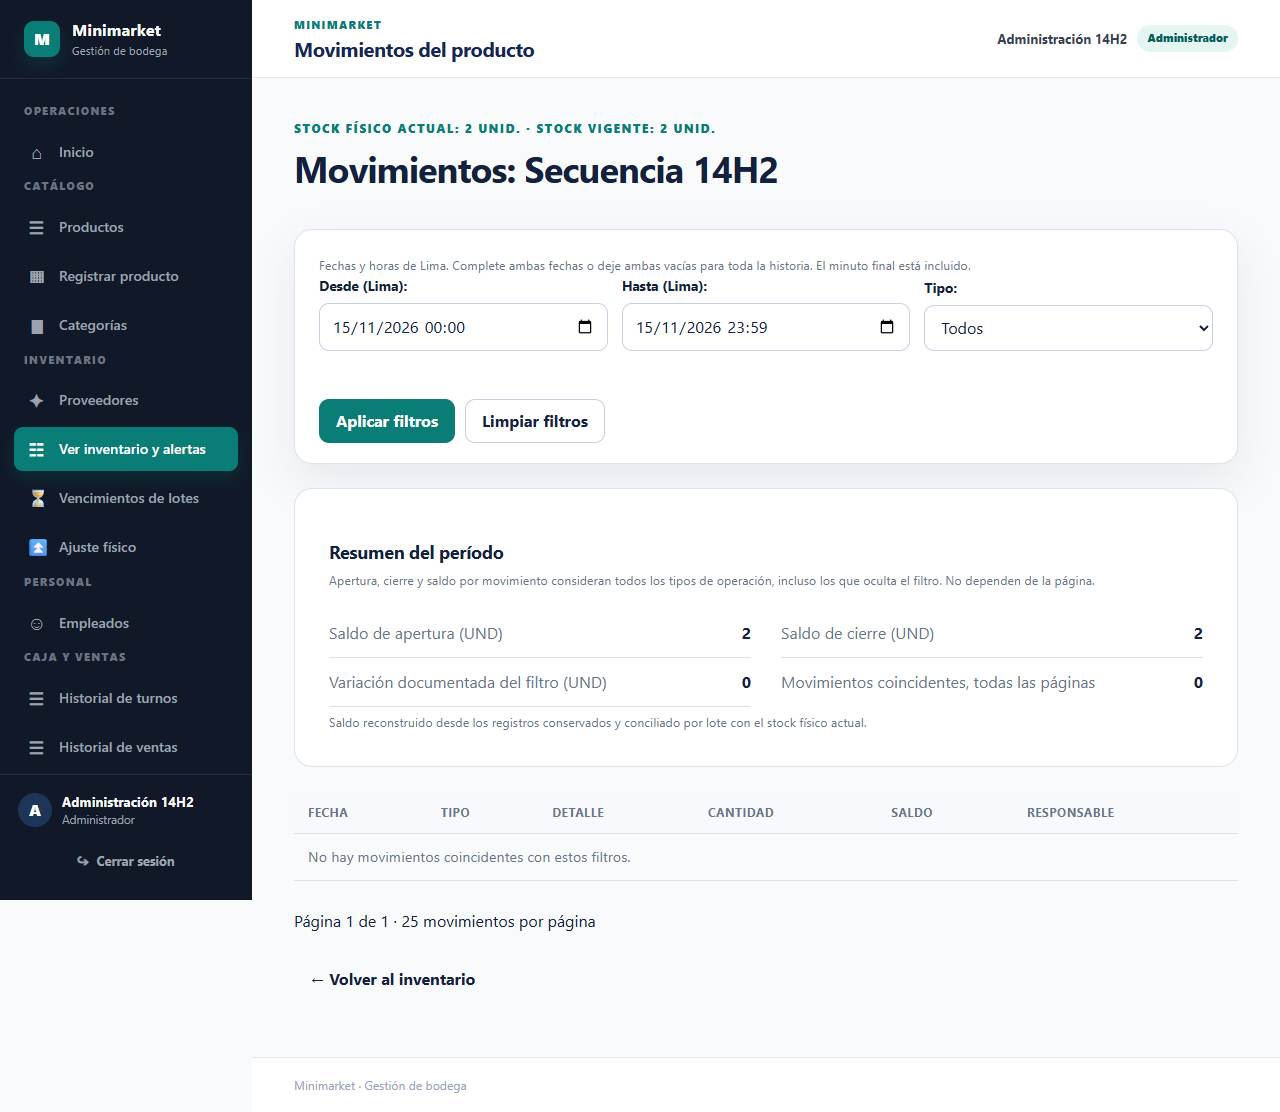 M
Minimarket
Gestión de bodega
OPERACIONES
Inicio
CATÁLOGO
Productos
Registrar producto
Categorías
INVENTARIO
Proveedores
Ver inventario y alertas
Vencimientos de lotes
Ajuste físico
PERSONAL
Empleados
CAJA Y VENTAS
Historial de turnos
Historial de ventas
A
Administración 14H2
Administrador
Cerrar sesión
MINIMARKET
Movimientos del producto
Administración 14H2 Administrador
STOCK FÍSICO ACTUAL: 2 UNID. · STOCK VIGENTE: 2 UNID.
Movimientos: Secuencia 14H2
Fechas y horas de Lima. Complete ambas fechas o deje ambas vacías para toda la historia. El minuto final está incluido.
Desde (Lima): Hasta (Lima): Tipo:
15/11/2026 00:00 15/11/2026 23:59 Todos
Aplicar filtros Limpiar filtros
Resumen del período
Apertura, cierre y saldo por movimiento consideran todos los tipos de operación, incluso los que oculta el filtro. No dependen de la página.
Saldo de apertura (UND) 2 Saldo de cierre (UND) 2
Variación documentada del filtro (UND) 0 Movimientos coincidentes, todas las páginas 0
Saldo reconstruido desde los registros conservados y conciliado por lote con el stock físico actual.
FECHA TIPO DETALLE CANTIDAD SALDO RESPONSABLE
No hay movimientos coincidentes con estos filtros.
Página 1 de 1 · 25 movimientos por página
← Volver al inventario
Minimarket · Gestión de bodega